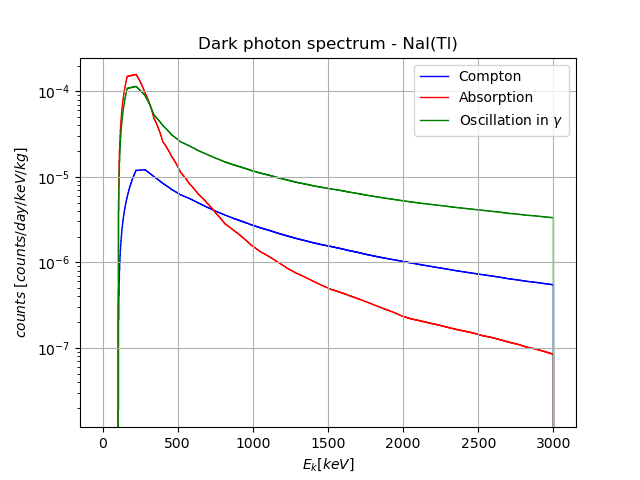 Dark photon spectrum - NaI(Tl)
Compton
Absorption
Oscillation in γ
10⁻⁴
10⁻⁵
10⁻⁶
10⁻⁷
counts [counts/day/keV/kg]
0 500 1000 1500 2000 2500 3000
Eₖ[keV]